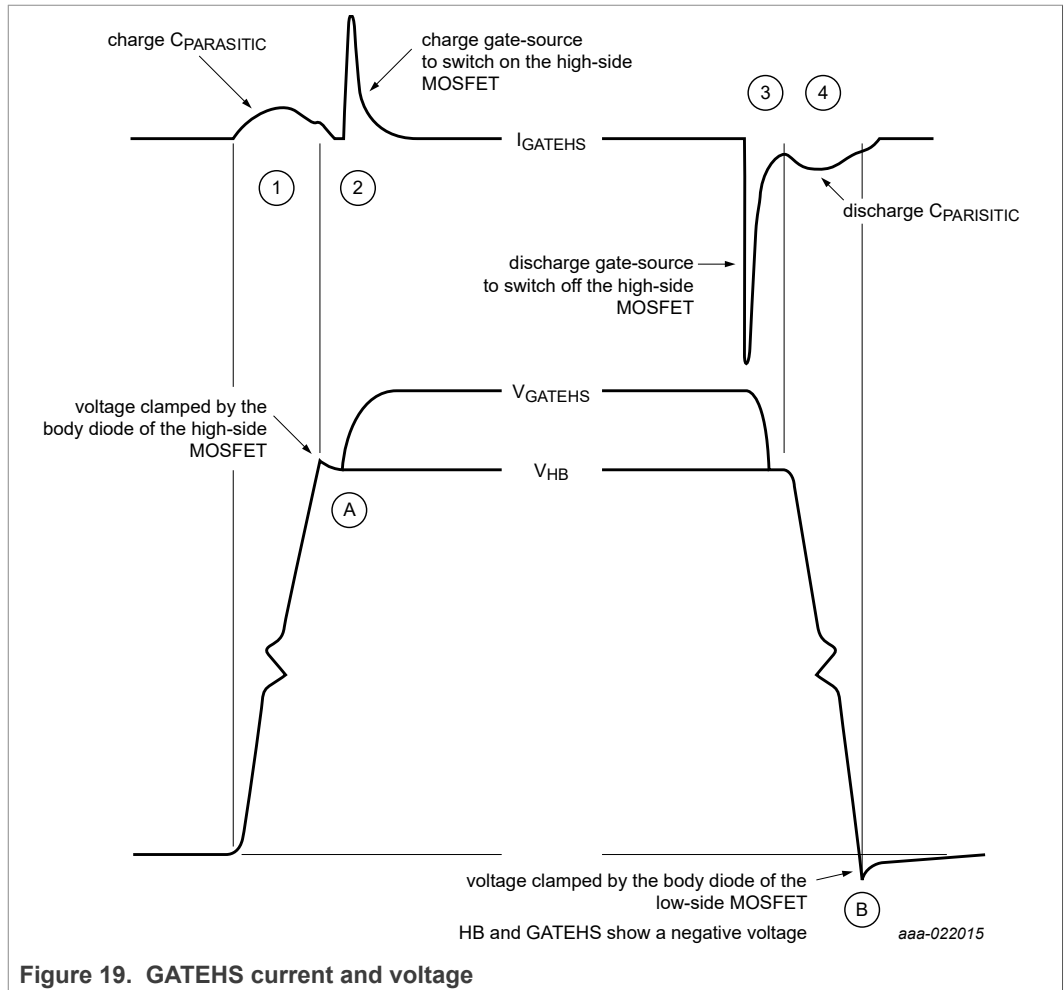 charge CPARASITIC
charge gate-source
to switch on the high-side
MOSFET
3
4
IGATEHS
1
2
discharge CPARISITIC
discharge gate-source
to switch off the high-side
MOSFET
VGATEHS
voltage clamped by the
body diode of the high-side
MOSFET
VHB
A
voltage clamped by the body diode of the
low-side MOSFET
B
HB and GATEHS show a negative voltage
aaa-022015
Figure 19. GATEHS current and voltage